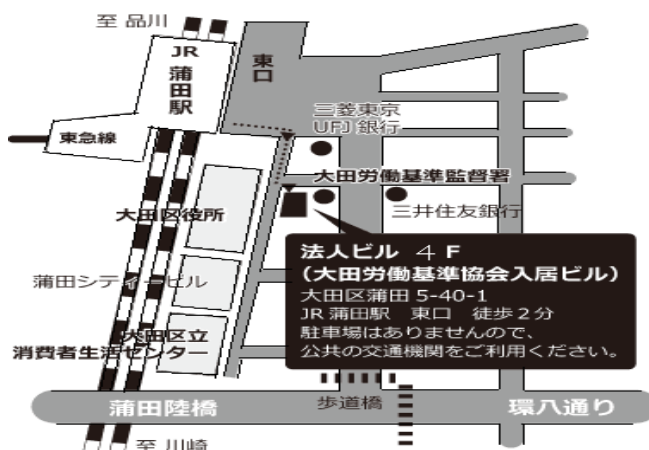 至 品川
JR
蒲田駅
東口
東急線
三菱東京
UFJ 銀行
大田労働基準監督署
三井住友銀行
大田区役所
蒲田シティービル
大田区立
消費者生活センター
法人ビル ４F
(大田労働基準協会入居ビル)
大田区蒲田 5-40-1
JR 蒲田駅　東口　徒歩２分
駐車場はありませんので、
公共の交通機関をご利用ください。
歩道橋
蒲田陸橋
環八通り
至 川崎